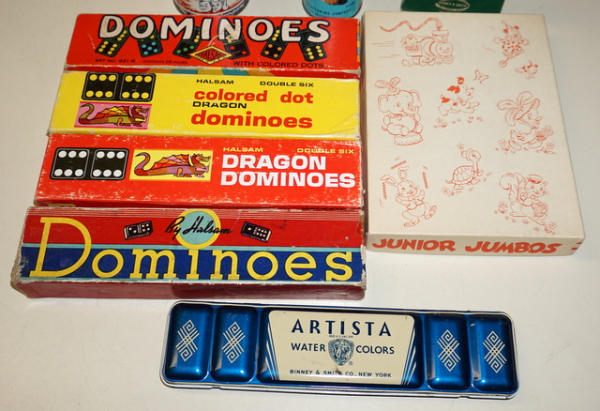 DOMINOES
HALSAM
WITH COLORED DOTS
HALSAM DOUBLE SIX
colored dot
DRAGON
dominoes
HALSAM DOUBLE SIX
DRAGON
DOMINOES
By Halsam
Dominoes
JUNIOR JUMBOS
ARTISTA
WATER COLORS
BINNEY & SMITH CO., NEW YORK